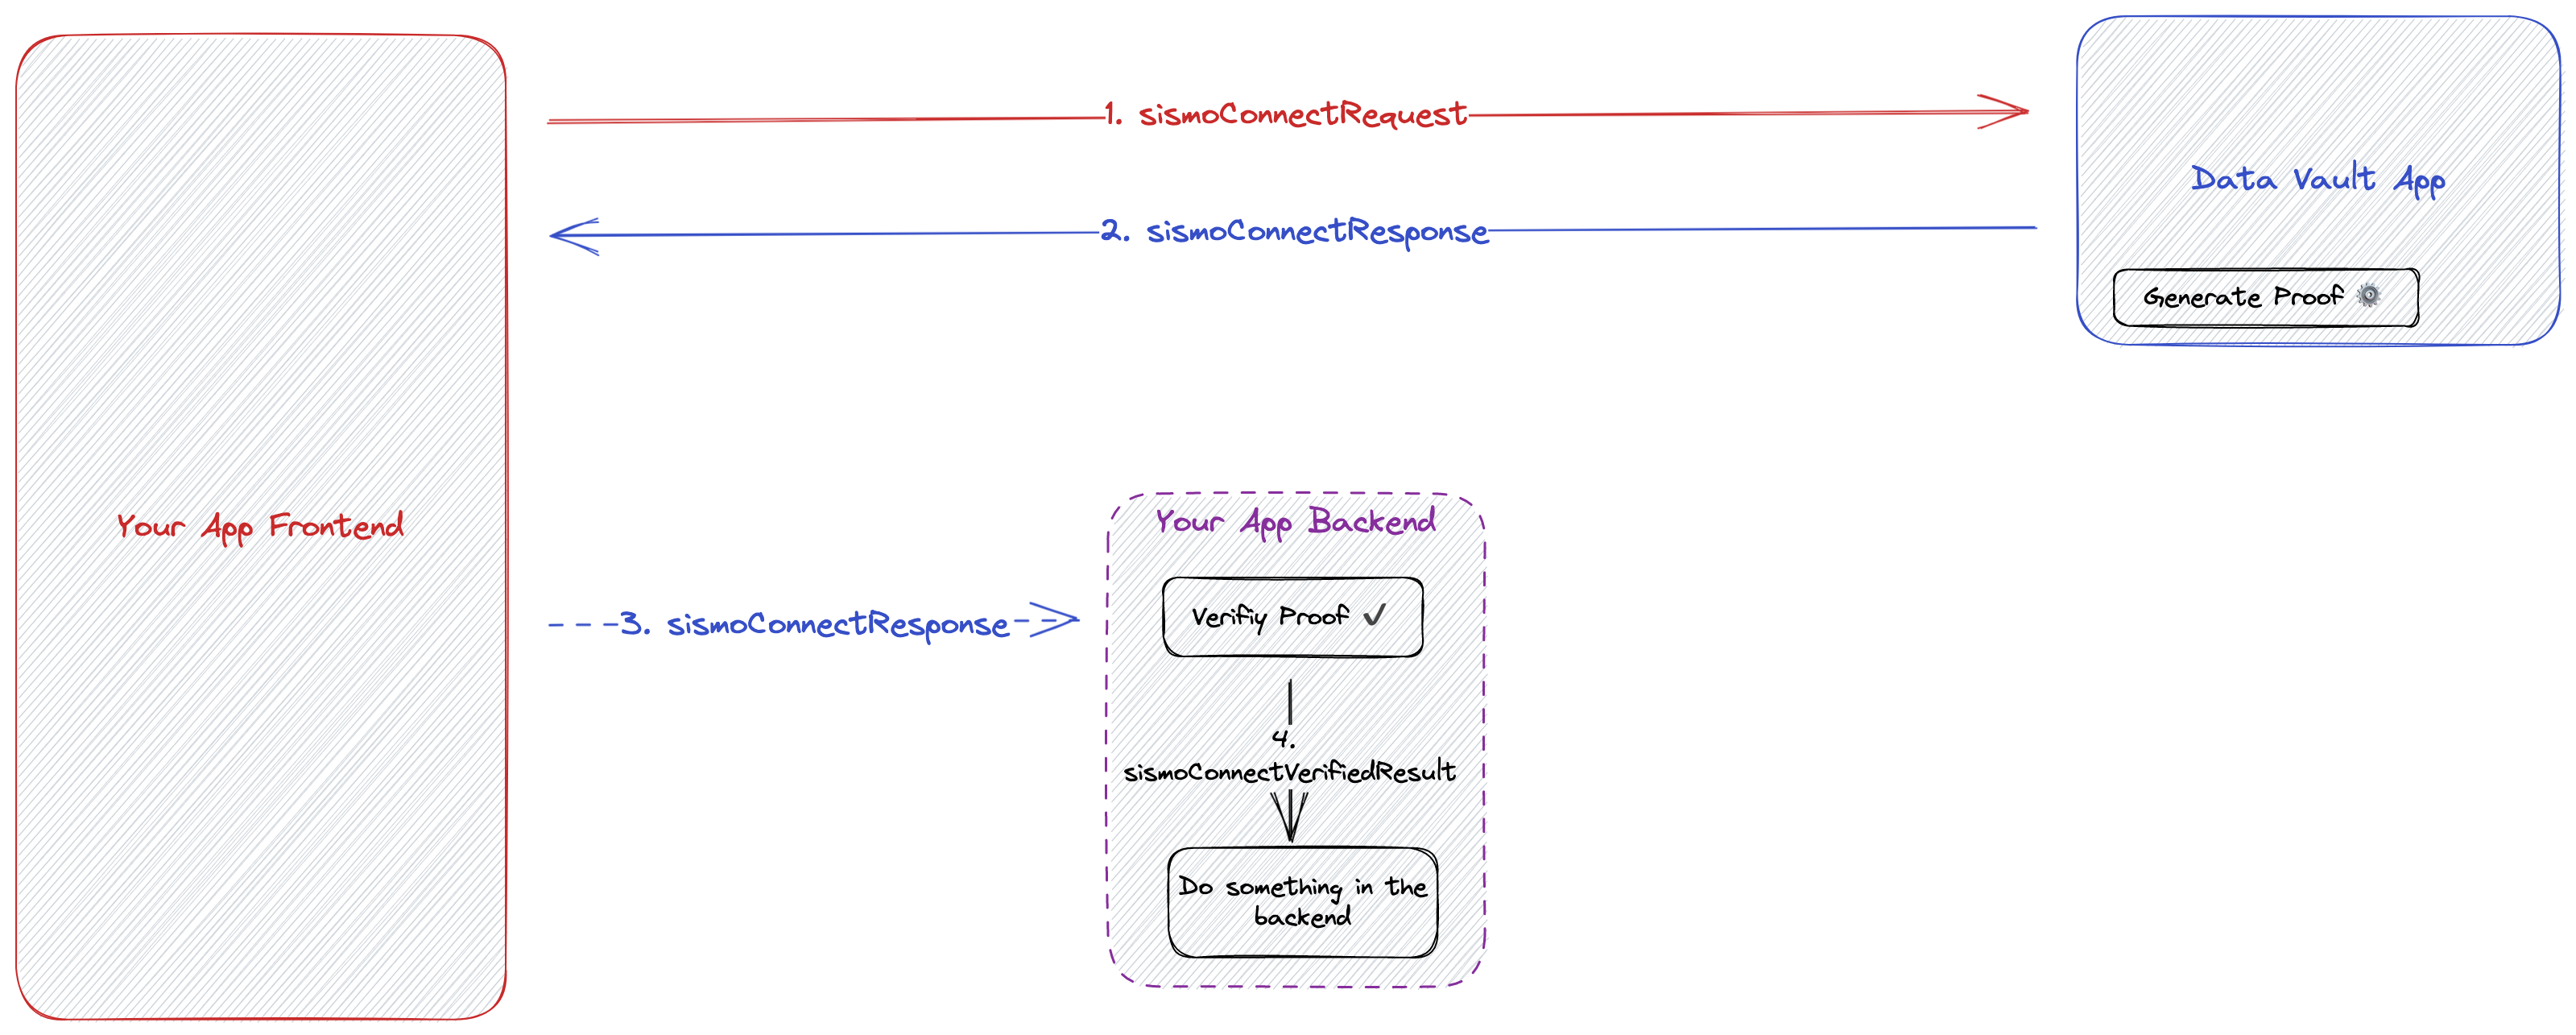 1. sismoConnectRequest
Data Vault App
2. sismoConnectResponse
Generate Proof
Your App Frontend
Your App Backend
Verifiy Proof ✓
3. sismoConnectResponse
4.
sismoConnectVerifiedResult
Do something in the
backend